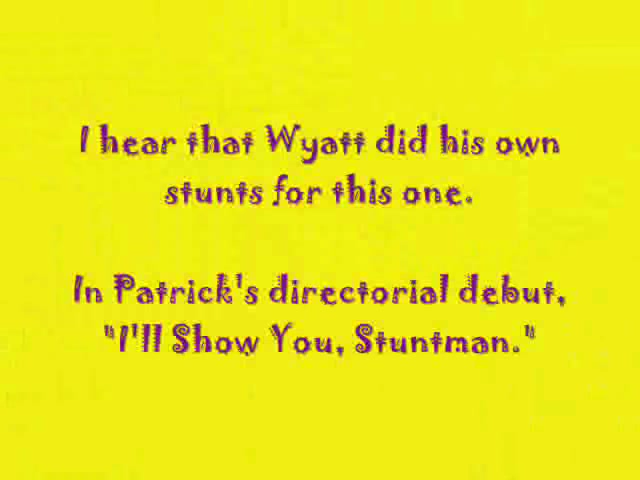 I hear that Wyatt did his own
stunts for this one.
In Patrick's directorial debut,
"I'll Show You, Stuntman."